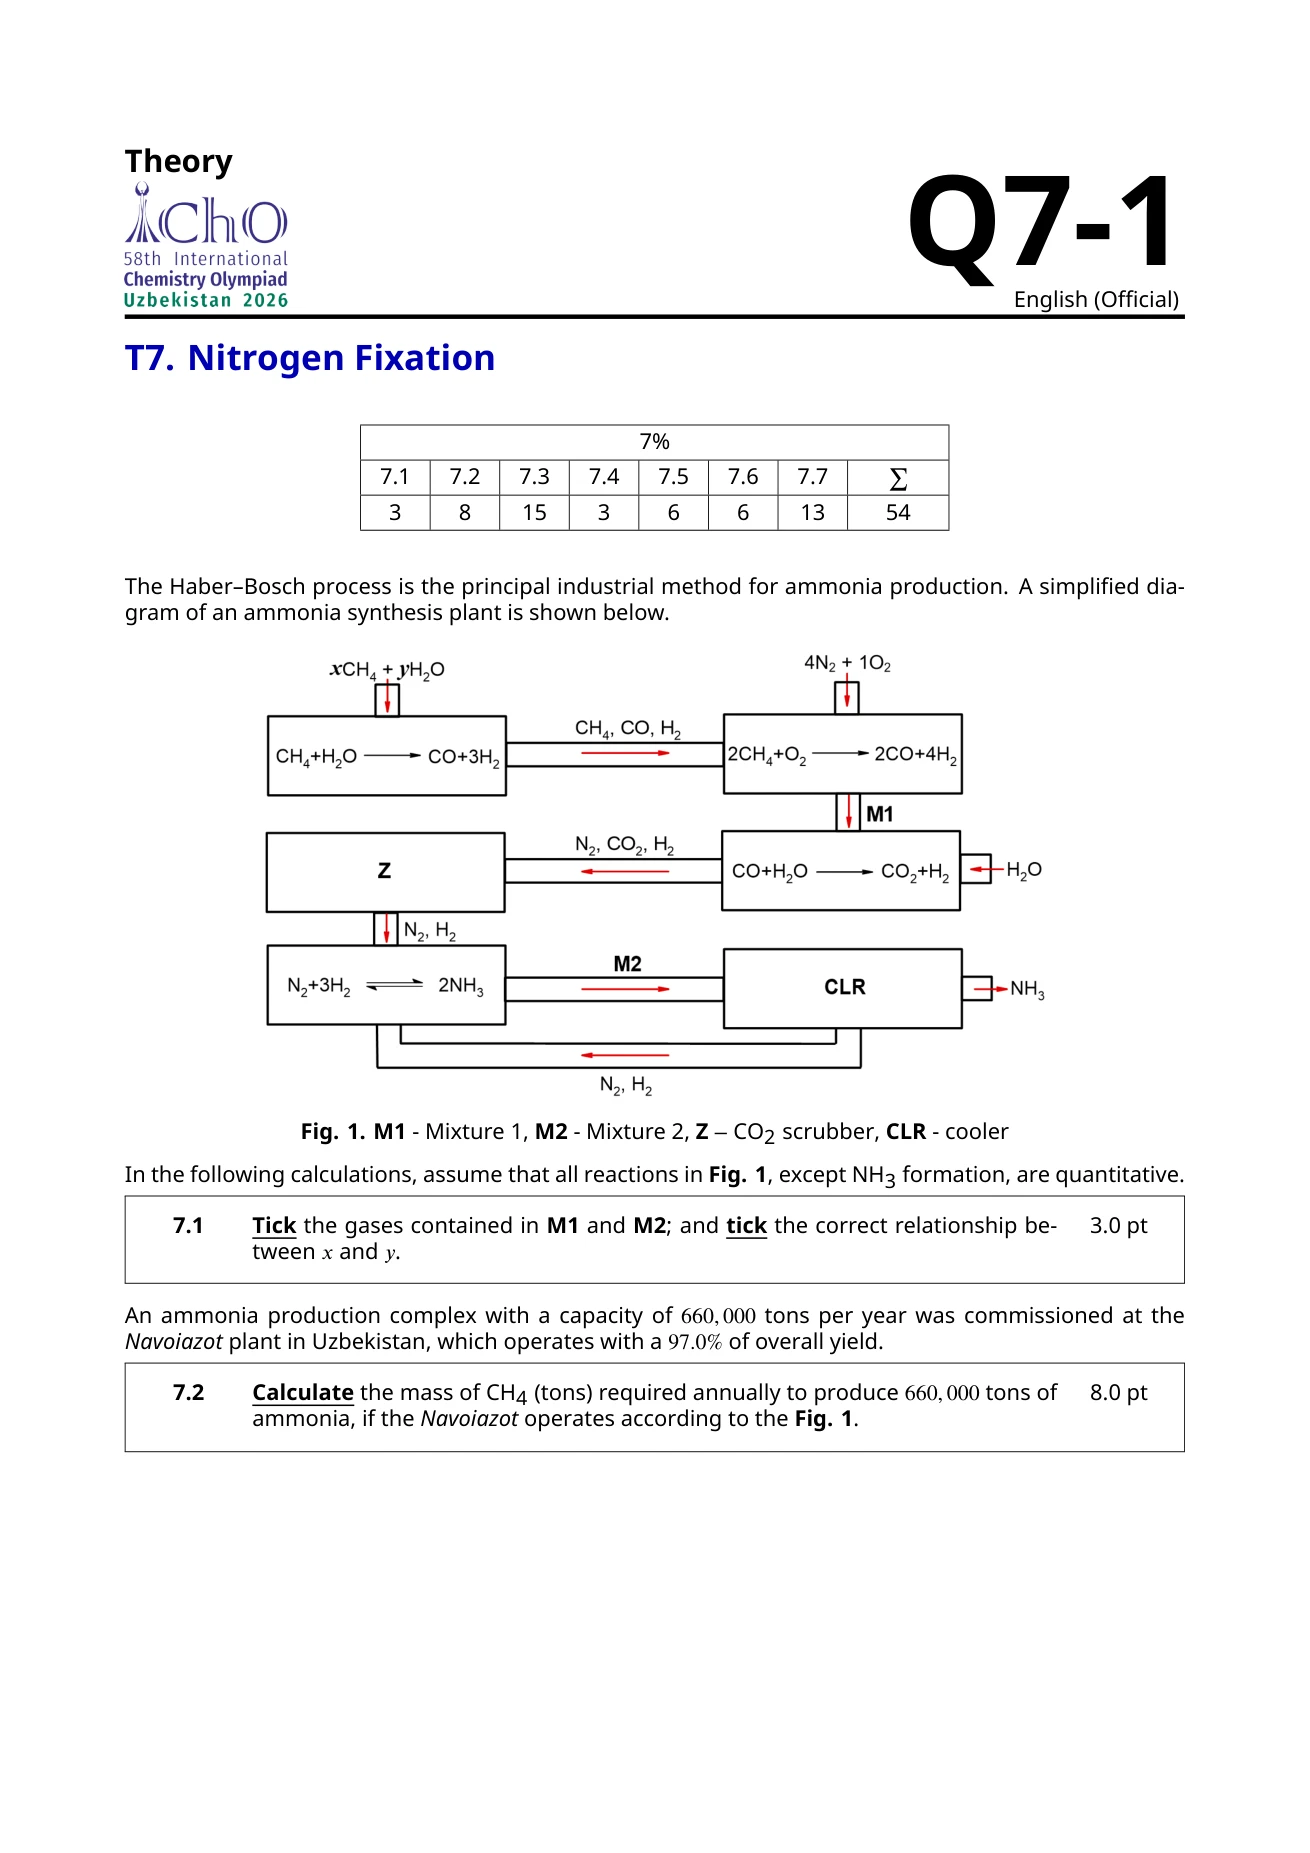 Theory
iChO
58th International
Chemistry Olympiad
Uzbekistan 2026
Q7-1
English (Official)
T7. Nitrogen Fixation
7%
7.1 7.2 7.3 7.4 7.5 7.6 7.7 ∑
3 8 15 3 6 6 13 54
The Haber–Bosch process is the principal industrial method for ammonia production. A simplified dia-
gram of an ammonia synthesis plant is shown below.
xCH₄ + yH₂O
4N₂ + 1O₂
CH₄+H₂O ⟶ CO+3H₂
CH₄, CO, H₂
2CH₄+O₂ ⟶ 2CO+4H₂
M1
Z
N₂, CO₂, H₂
CO+H₂O ⟶ CO₂+H₂
H₂O
N₂, H₂
N₂+3H₂ ⇌ 2NH₃
M2
CLR
NH₃
N₂, H₂
Fig. 1. M1 - Mixture 1, M2 - Mixture 2, Z – CO₂ scrubber, CLR - cooler
In the following calculations, assume that all reactions in Fig. 1, except NH₃ formation, are quantitative.
7.1 Tick the gases contained in M1 and M2; and tick the correct relationship be- 3.0 pt
tween x and y.
An ammonia production complex with a capacity of 660,000 tons per year was commissioned at the
Navoiazot plant in Uzbekistan, which operates with a 97.0% of overall yield.
7.2 Calculate the mass of CH₄ (tons) required annually to produce 660,000 tons of 8.0 pt
ammonia, if the Navoiazot operates according to the Fig. 1.